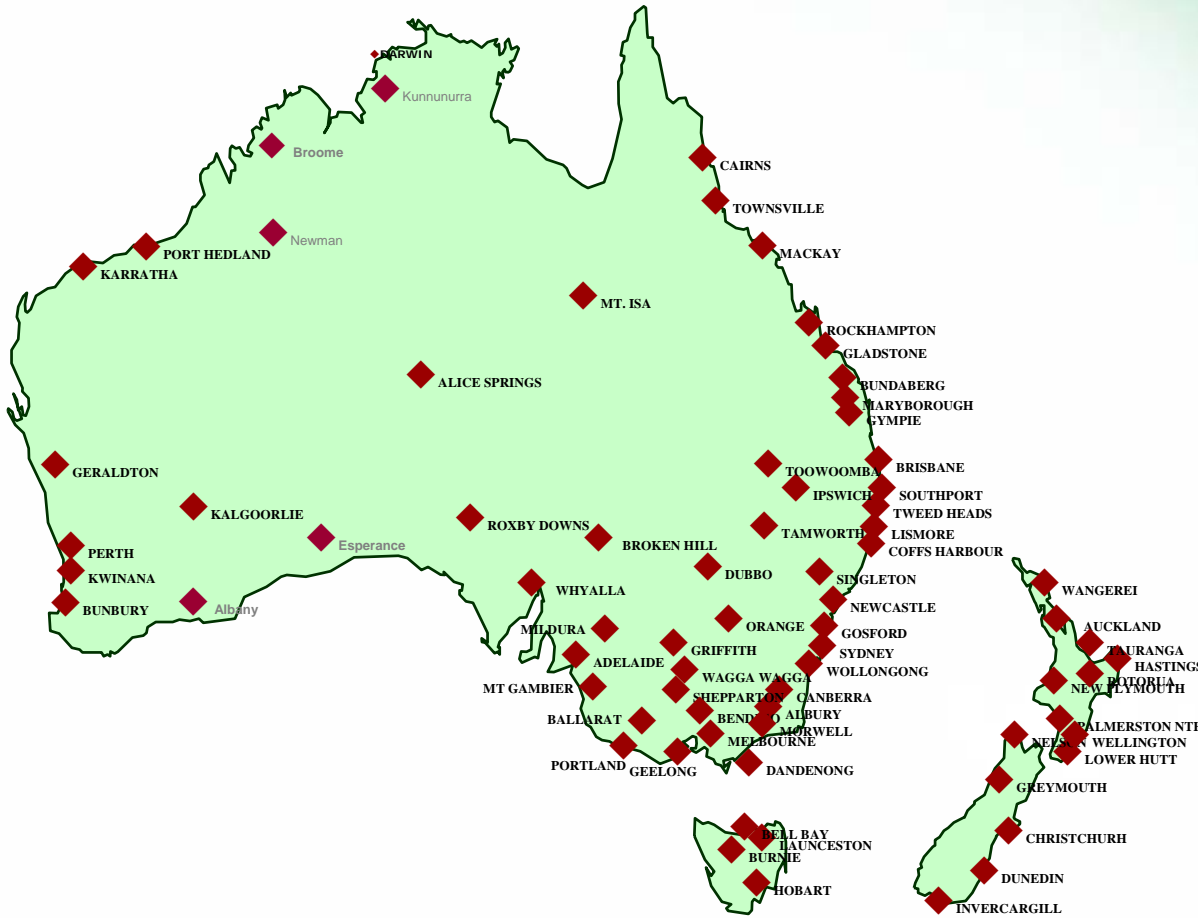 DARWIN
Kunnunurra
Broome
CAIRNS
TOWNSVILLE
Newman
PORT HEDLAND
MACKAY
KARRATHA
MT. ISA
ROCKHAMPTON
GLADSTONE
ALICE SPRINGS
BUNDABERG
MARYBOROUGH
GYMPIE
GERALDTON
TOOWOOMBA
BRISBANE
IPSWICH
SOUTHPORT
KALGOORLIE
TWEED HEADS
ROXBY DOWNS
TAMWORTH
LISMORE
Esperance
BROKEN HILL
COFFS HARBOUR
PERTH
DUBBO
KWINANA
SINGLETON
WHYALLA
WANGEREI
BUNBURY
Albany
NEWCASTLE
MILDURA
ORANGE
GOSFORD
AUCKLAND
GRIFFITH
SYDNEY
TAURANGA
ADELAIDE
WOLLONGONG
HASTINGS
WAGGA WAGGA
ROTORUA
MT GAMBIER
SHEPPARTON
CANBERRA
NEW PLYMOUTH
BALLARAT
BENDIGO
ALBURY
MORWELL
PALMERSTON NTH
MELBOURNE
NELSON
WELLINGTON
PORTLAND
GEELONG
DANDENONG
LOWER HUTT
GREYMOUTH
BELL BAY
LAUNCESTON
CHRISTCHURH
BURNIE
HOBART
DUNEDIN
INVERCARGILL